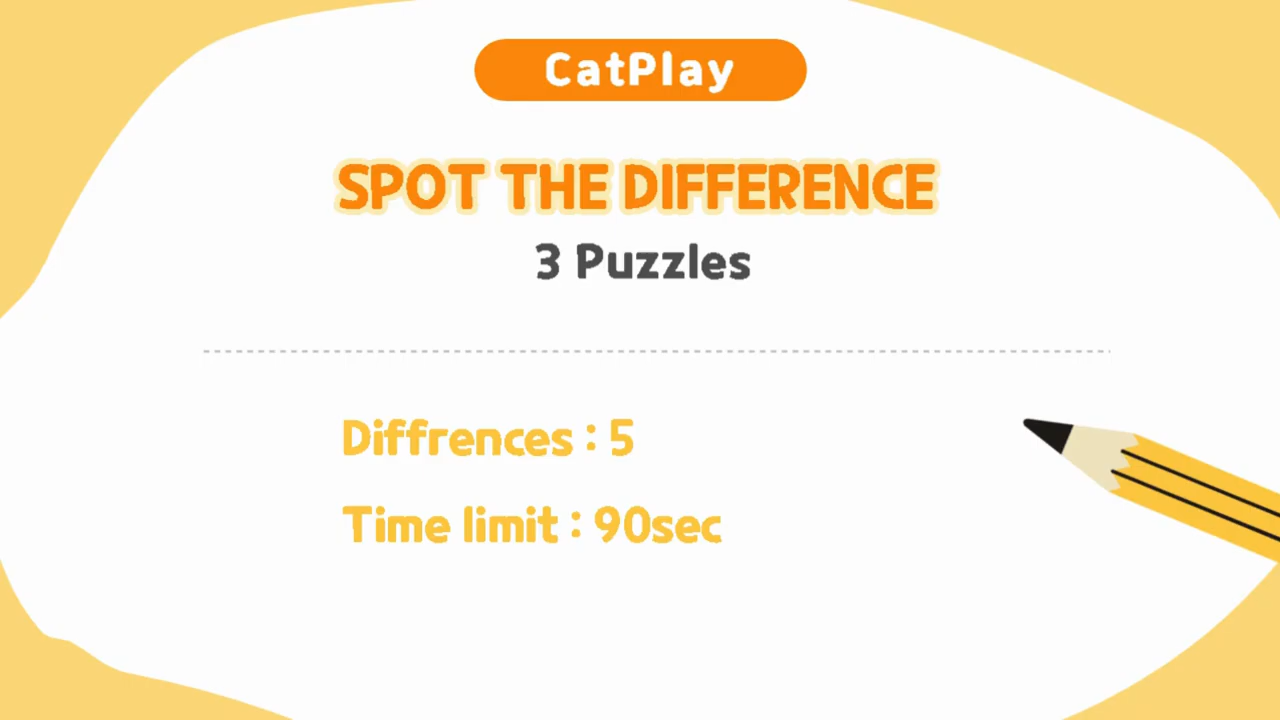 CatPlay
SPOT THE DIFFERENCE
3 Puzzles
Diffrences : 5
Time limit : 90sec